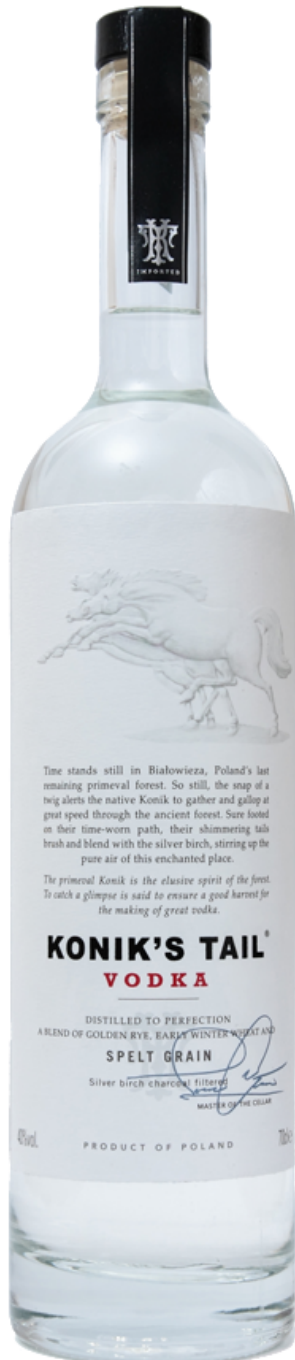 IMPORTED
Time stands still in Białowieza, Poland's last
remaining primeval forest. So still, the snap of a
twig alerts the native Konik to gather and gallop at
great speed through the ancient forest. Sure footed
on their time-worn path, their shimmering tails
brush and blend with the silver birch, stirring up the
pure air of this enchanted place.
The primeval Konik is the elusive spirit of the forest.
To catch a glimpse is said to ensure a good harvest for
the making of great vodka.
KONIK'S TAIL®
VODKA
DISTILLED TO PERFECTION
A BLEND OF GOLDEN RYE, EARLY WINTER WHEAT AND
SPELT GRAIN
Silver birch charcoal filtered
MASTER OF THE CELLAR
40%vol.
PRODUCT OF POLAND